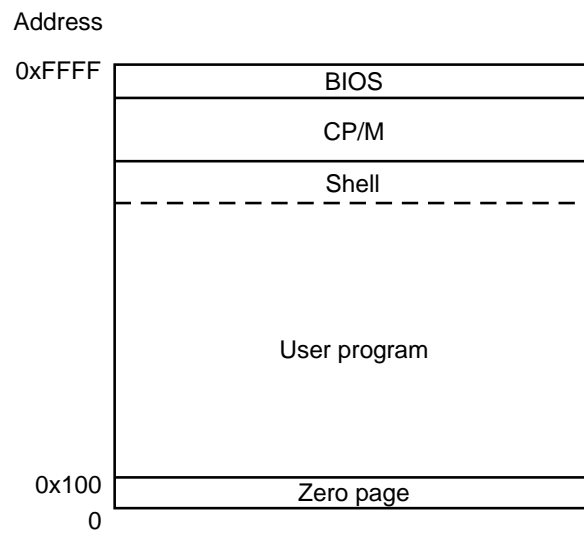 Address
0xFFFF
BIOS
CP/M
Shell
User program
0x100
Zero page
0